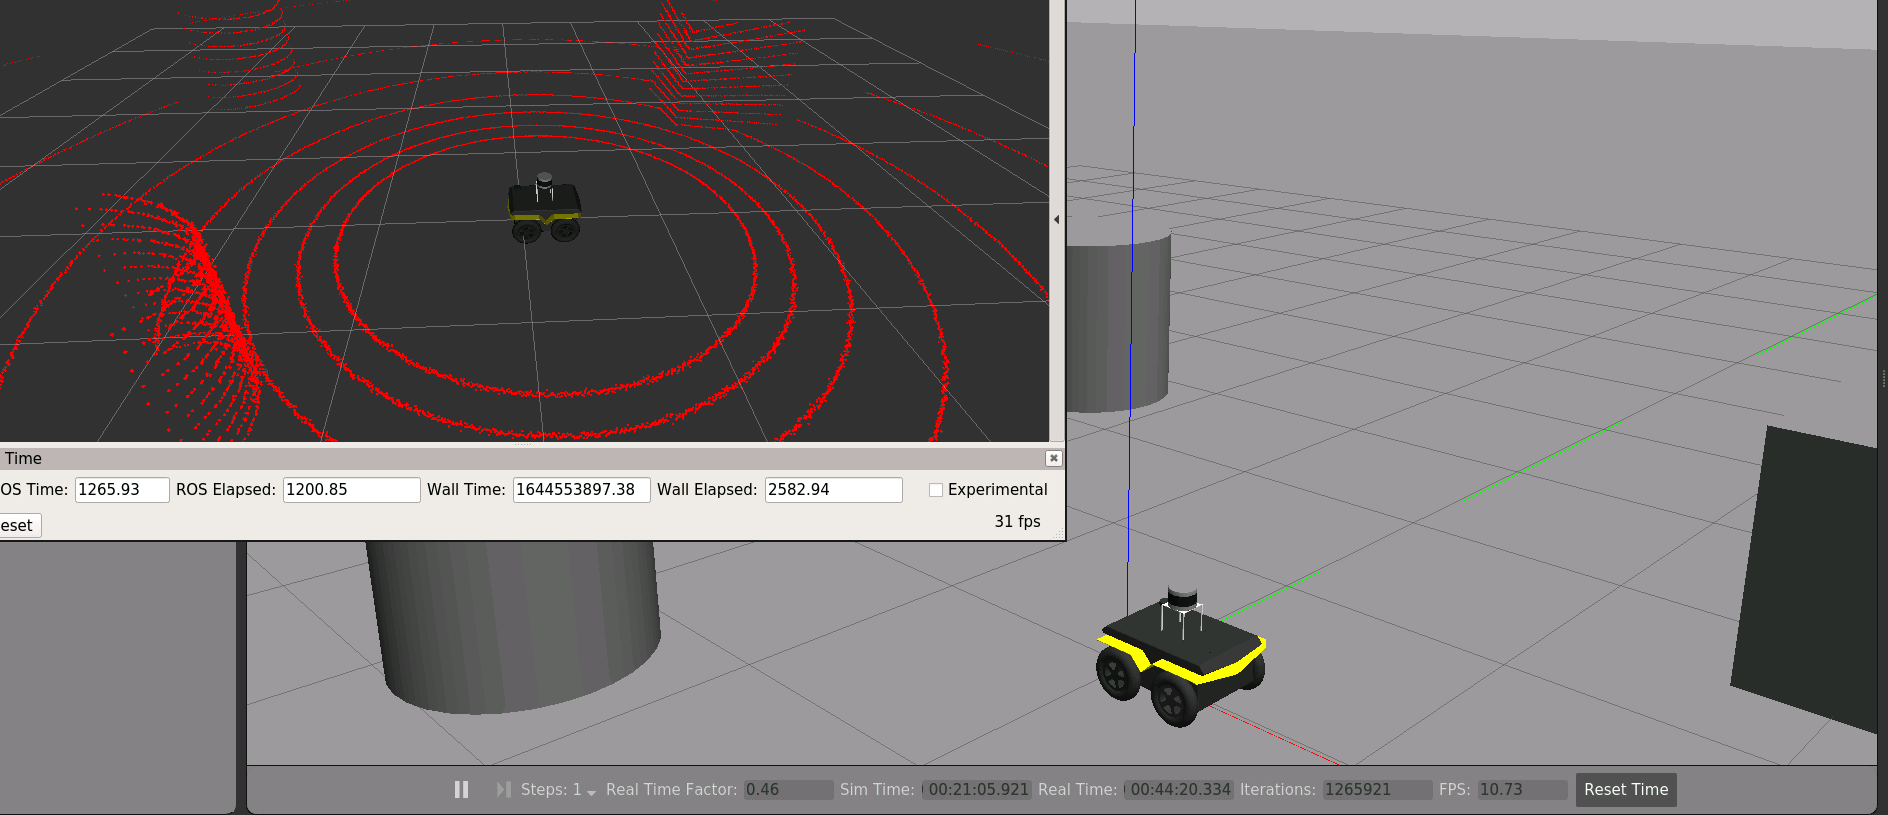 Time
OS Time: 1265.93 ROS Elapsed: 1200.85 Wall Time: 1644553897.38 Wall Elapsed: 2582.94 Experimental
eset 31 fps
Steps: 1 Real Time Factor: 0.46 Sim Time: 00:21:05.921 Real Time: 00:44:20.334 Iterations: 1265921 FPS: 10.73 Reset Time